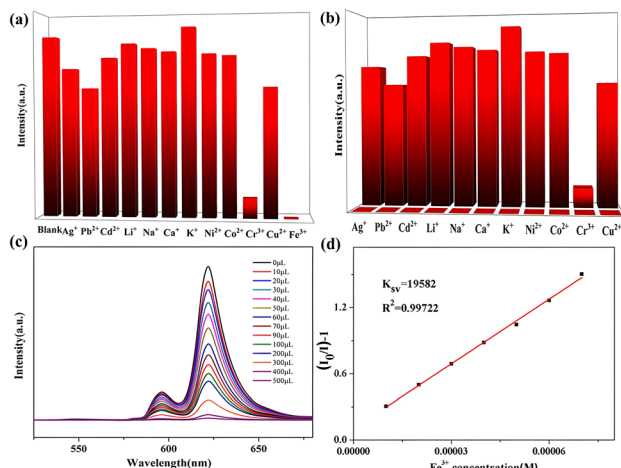 (a)
Intensity(a.u.)
Blank Ag⁺ Pb²⁺ Cd²⁺ Li⁺ Na⁺ Ca⁺ K⁺ Ni²⁺ Co²⁺ Cr³⁺ Cu²⁺ Fe³⁺
(b)
Intensity(a.u.)
Ag⁺ Pb²⁺ Cd²⁺ Li⁺ Na⁺ Ca⁺ K⁺ Ni²⁺ Co²⁺ Cr³⁺ Cu²⁺
(c)
Intensity(a.u.)
0μL
10μL
20μL
30μL
40μL
50μL
60μL
70μL
90μL
100μL
200μL
300μL
400μL
500μL
550 600 650
Wavelength(nm)
(d)
(I₀/I)-1
K_sv=19582
R²=0.99722
1.2
0.6
0.0
0.00000 0.00003 0.00006
Fe³⁺ concentration(M)